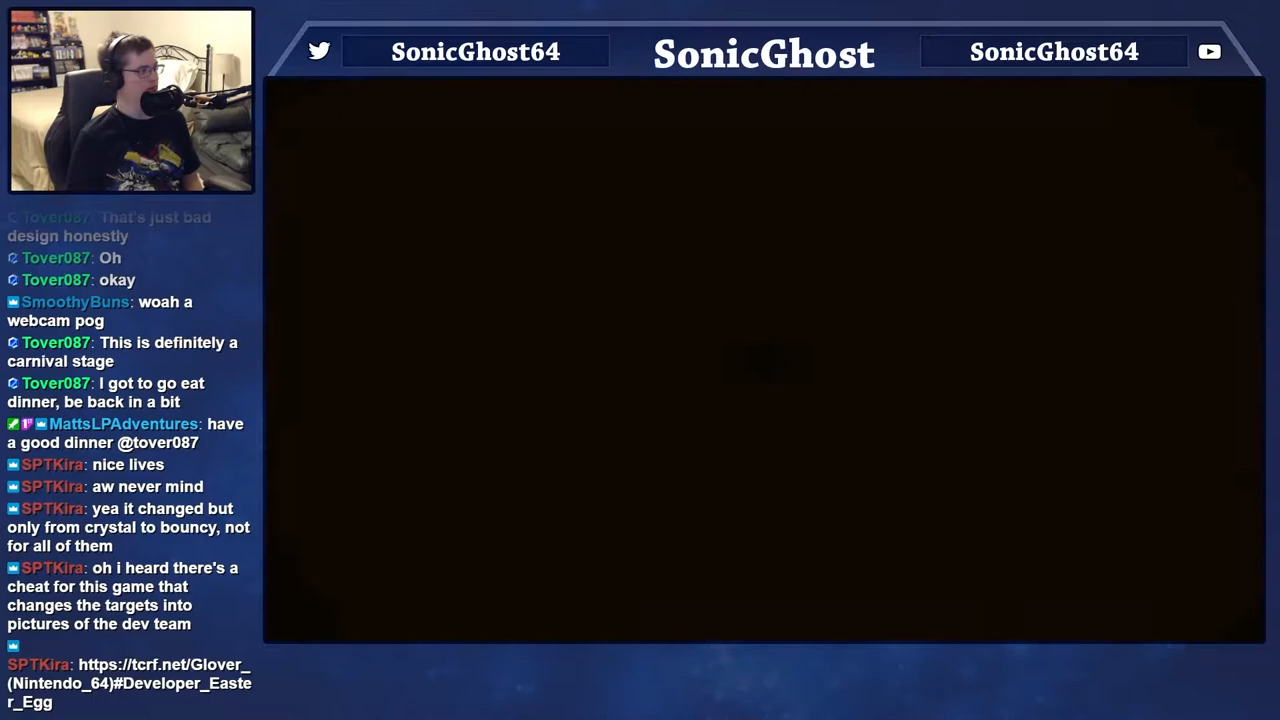 SonicGhost64
SonicGhost
SonicGhost64
Tover087: That's just bad
design honestly
Tover087: Oh
Tover087: okay
SmoothyBuns: woah a
webcam pog
Tover087: This is definitely a
carnival stage
Tover087: I got to go eat
dinner, be back in a bit
MattsLPAdventures: have
a good dinner @tover087
SPTKira: nice lives
SPTKira: aw never mind
SPTKira: yea it changed but
only from crystal to bouncy, not
for all of them
SPTKira: oh i heard there's a
cheat for this game that
changes the targets into
pictures of the dev team
SPTKira: https://tcrf.net/Glover_
(Nintendo_64)#Developer_Easte
r_Egg